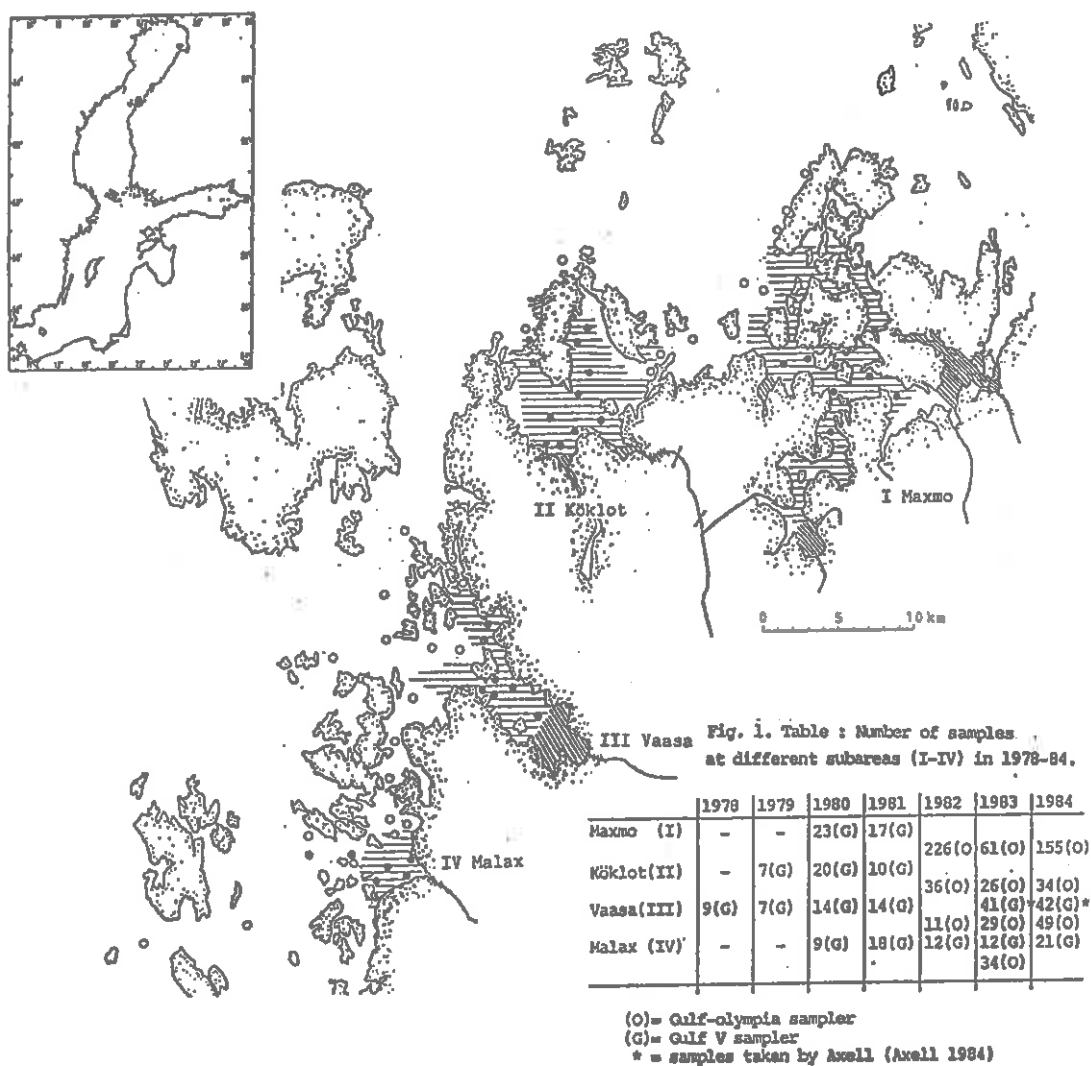 II Köklot
I Maxmo
0 5 10 km
III Vaasa
IV Malax
Fig. 1. Table : Number of samples
at different subareas (I-IV) in 1978-84.
1978 1979 1980 1981 1982 1983 1984
Maxmo (I) - - 23(G) 17(G)
226(O) 61(O) 155(O)
Köklot(II) - 7(G) 20(G) 10(G)
36(O) 26(O) 34(O)
Vaasa(III) 9(G) 7(G) 14(G) 14(G) 41(G) 42(G)*
11(O) 29(O) 49(O)
Malax (IV) - - 9(G) 18(G) 12(G) 12(G) 21(G)
34(O)
(O)= Gulf-olympia sampler
(G)= Gulf V sampler
* = samples taken by Axell (Axell 1984)